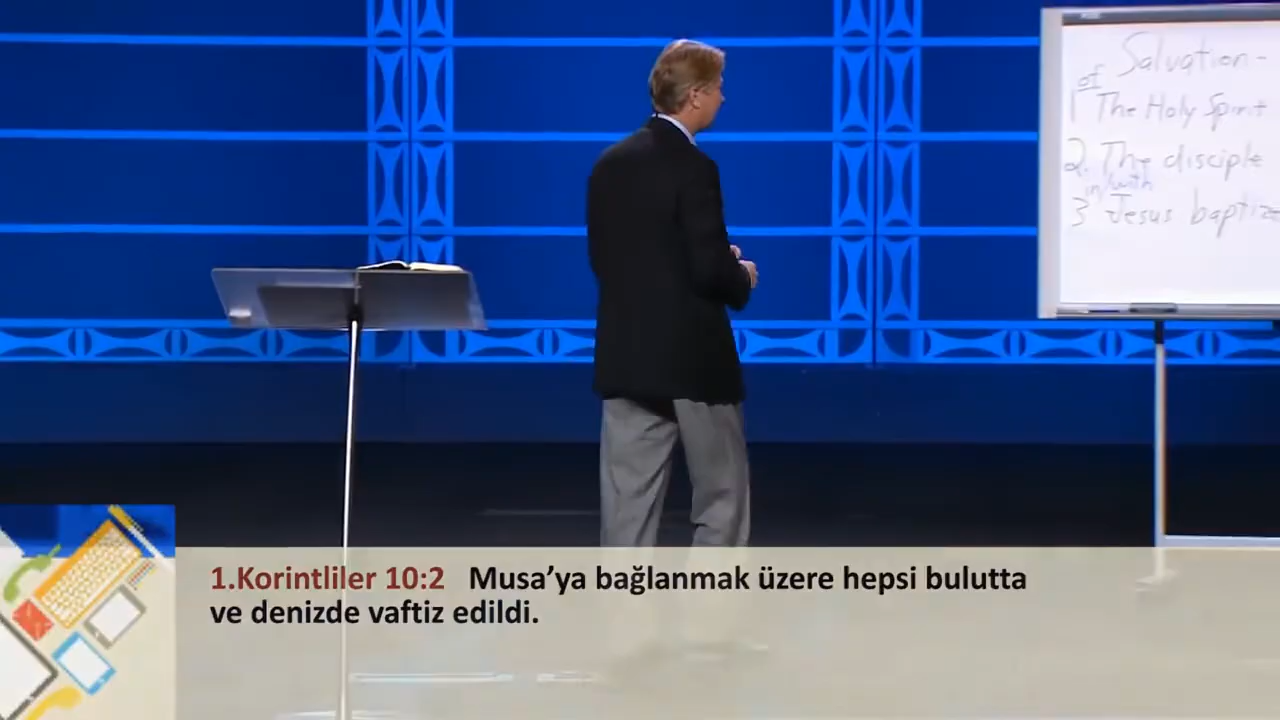 Salvation -
of
1 The Holy Spirit
2. The disciple
in/with
3 Jesus baptize
1.Korintliler 10:2 Musa’ya bağlanmak üzere hepsi bulutta
ve denizde vaftiz edildi.